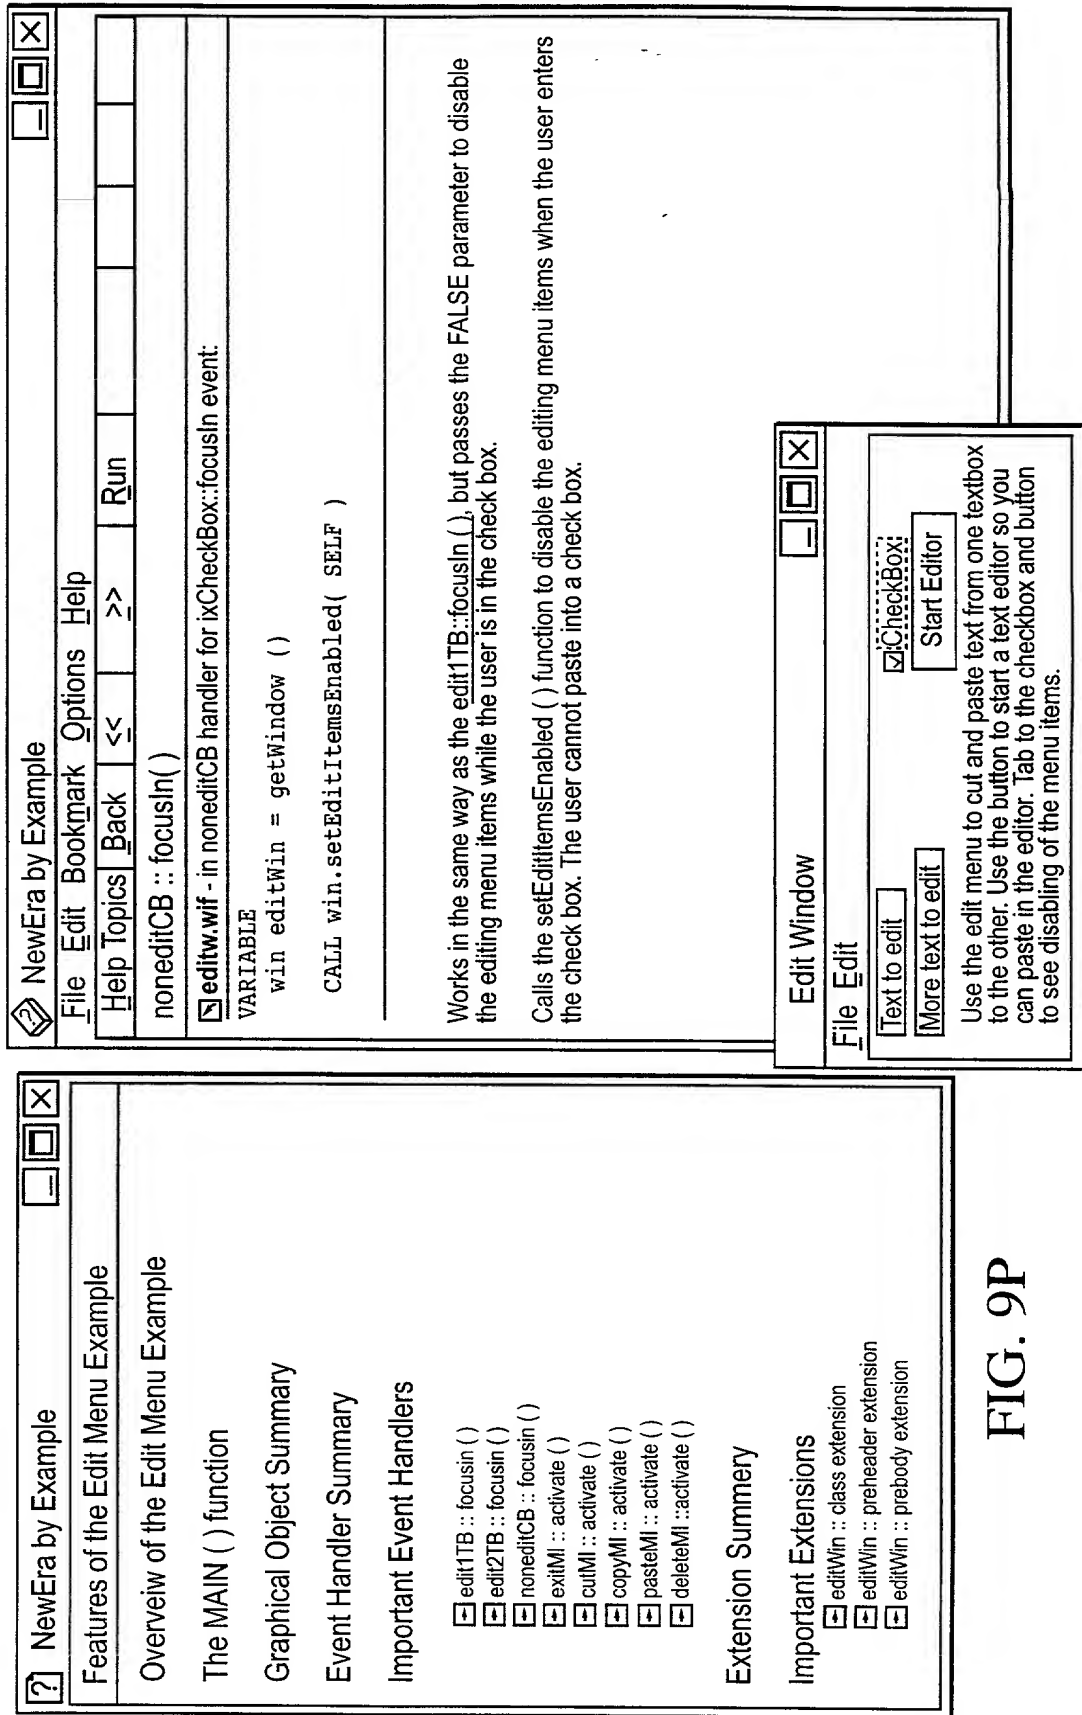 NewEra by Example
Features of the Edit Menu Example
Overveiw of the Edit Menu Example
The MAIN ( ) function
Graphical Object Summary
Event Handler Summary
Important Event Handlers
edit1TB :: focusin ( )
edit2TB :: focusin ( )
noneditCB :: focusin ( )
exitMI :: activate ( )
cutMI :: activate ( )
copyMI :: activate ( )
pasteMI :: activate ( )
deleteMI ::activate ( )
Extension Summery
Important Extensions
editWin :: class extension
editWin :: preheader extension
editWin :: prebody extension
NewEra by Example
File Edit Bookmark Options Help
Help Topics Back << >> Run
noneditCB :: focusIn( )
editw.wif - in noneditCB handler for ixCheckBox::focusIn event:
VARIABLE
win editWin = getWindow ()
CALL win.setEditItemsEnabled( SELF )
Works in the same way as the edit1TB::focusIn ( ), but passes the FALSE parameter to disable
the editing menu items while the user is in the check box.
Calls the setEditItemsEnabled ( ) function to disable the editing menu items when the user enters
the check box. The user cannot paste into a check box.
Edit Window
File Edit
Text to edit
CheckBox
More text to edit
Start Editor
Use the edit menu to cut and paste text from one textbox
to the other. Use the button to start a text editor so you
can paste in the editor. Tab to the checkbox and button
to see disabling of the menu items.
FIG. 9P